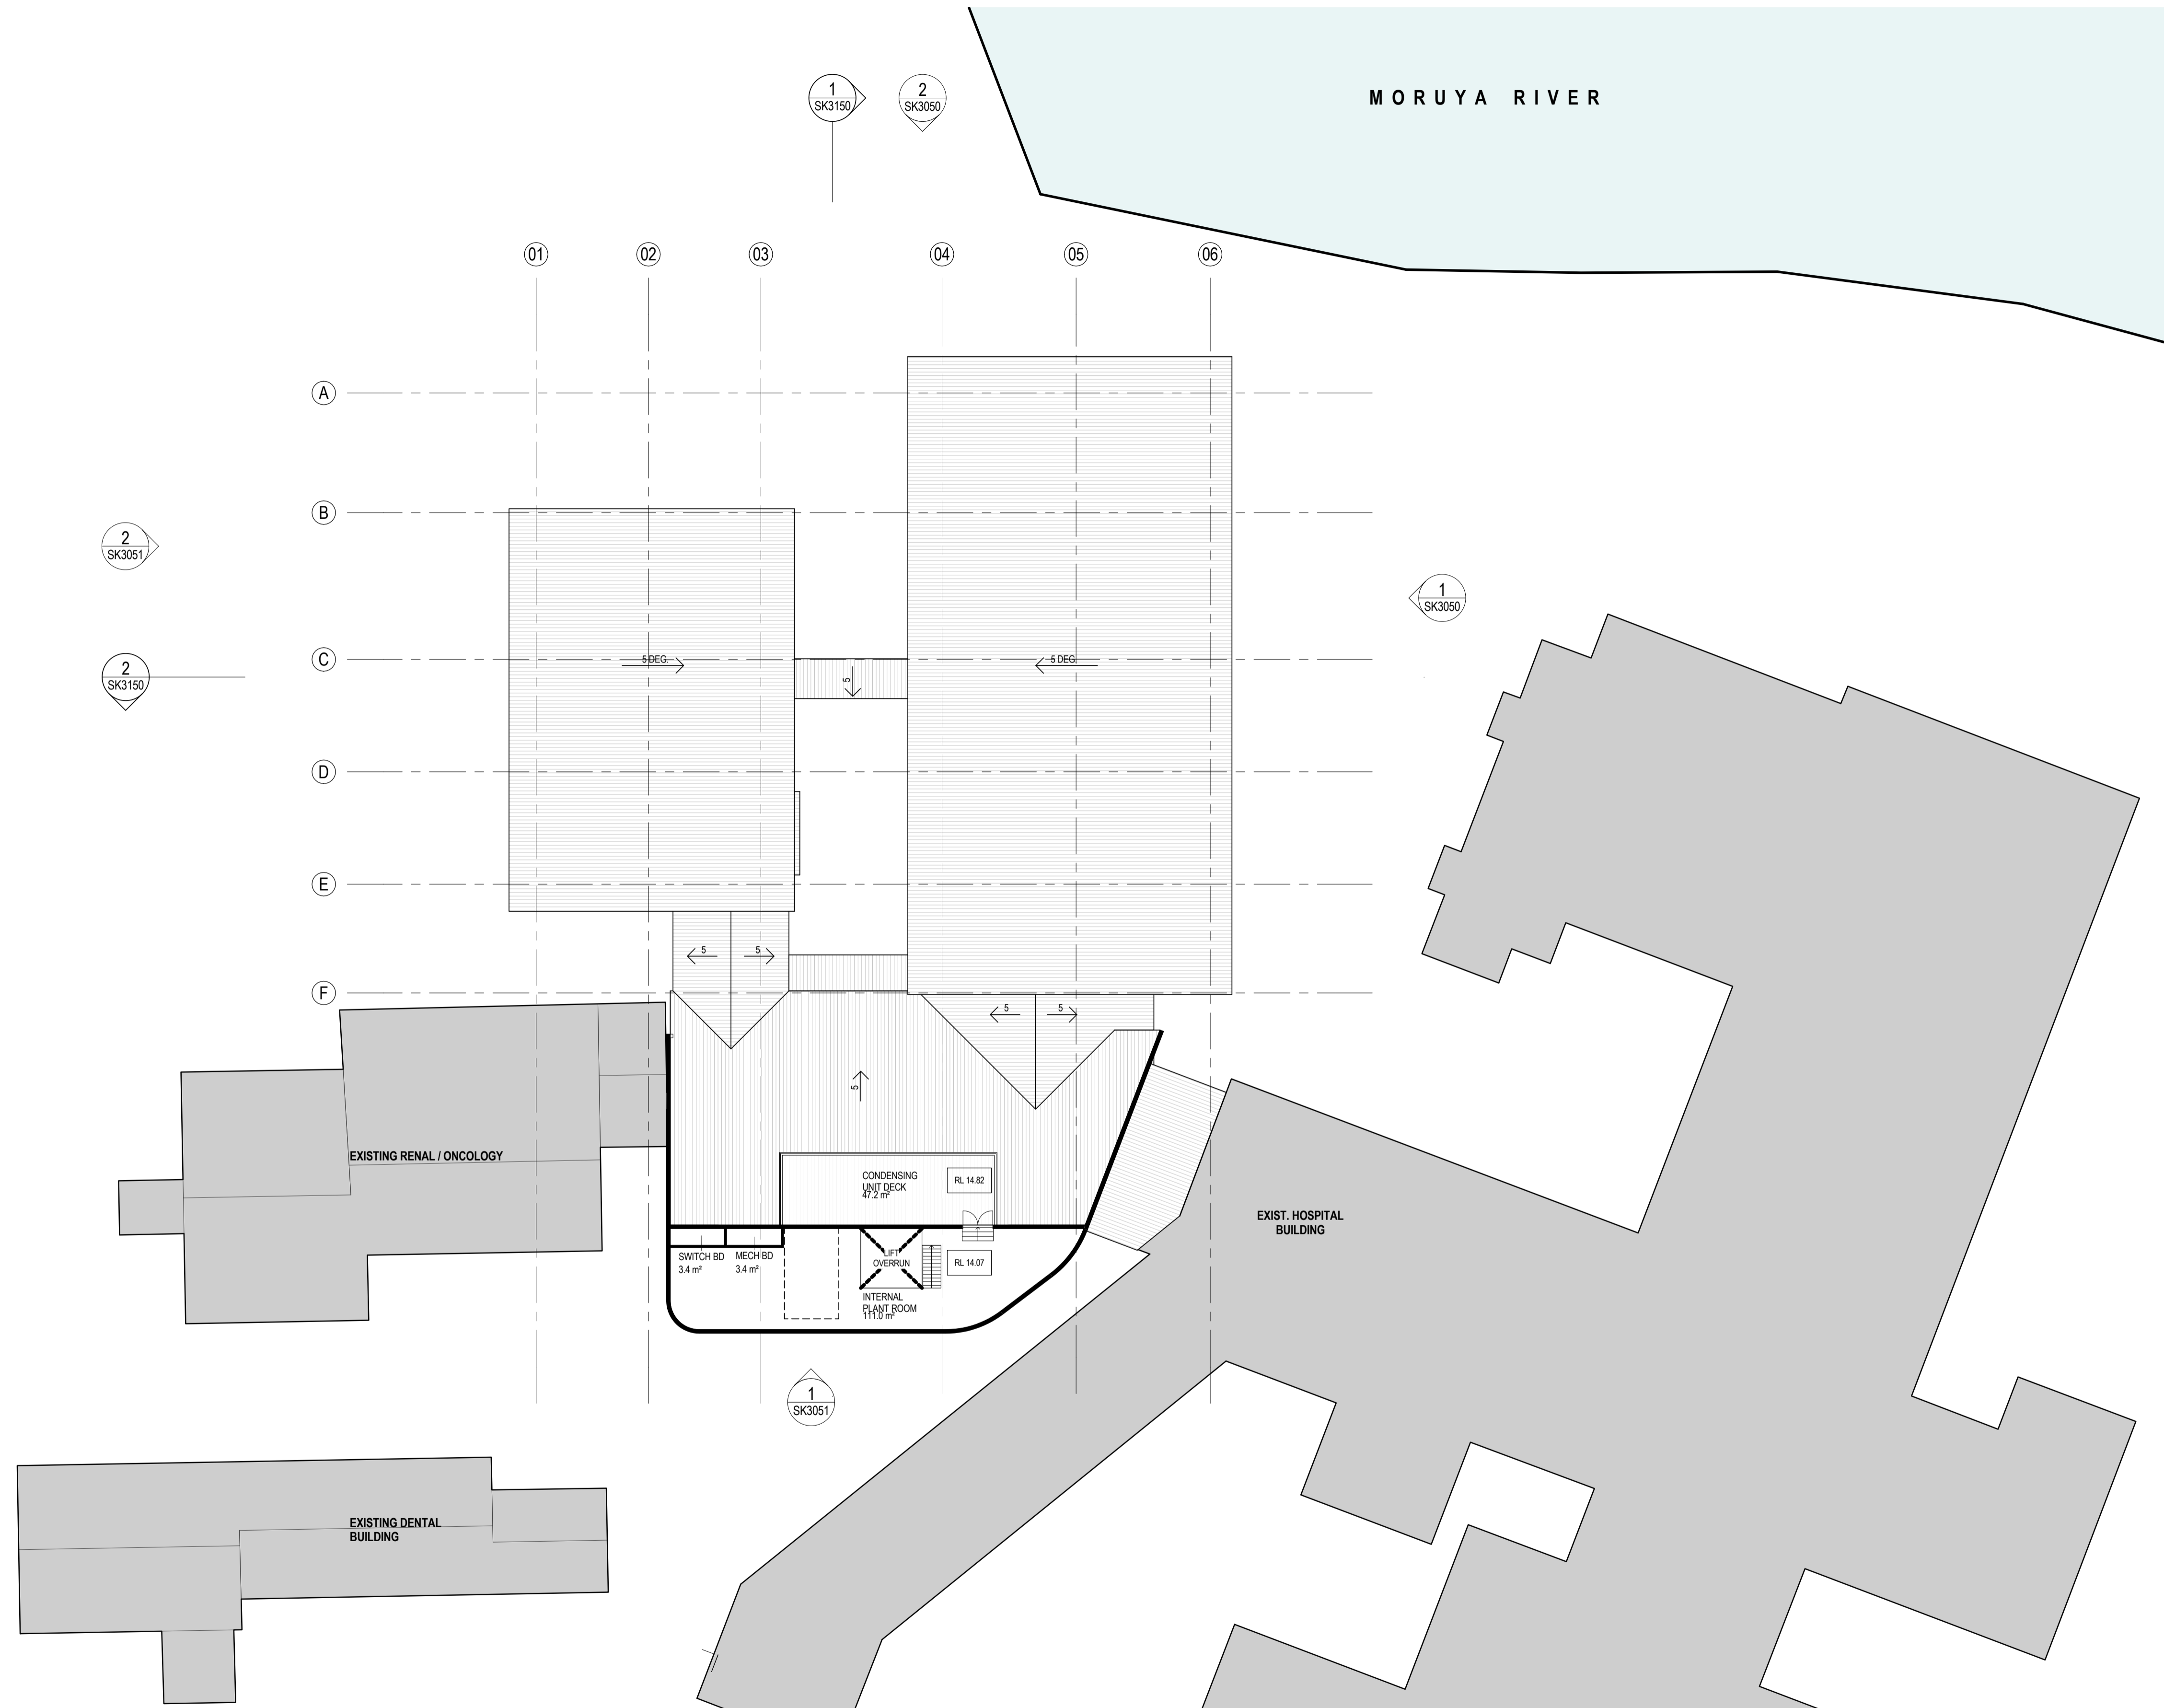 MORUYA RIVER
1
SK3150
2
SK3050
01
02
03
04
05
06
A
B
2
SK3051
1
SK3050
C
5 DEG.
5 DEG.
5
2
SK3150
D
E
5
5
F
5
5
5
EXISTING RENAL / ONCOLOGY
CONDENSING
UNIT DECK
47.2 m²
RL 14.82
EXIST. HOSPITAL
BUILDING
SWITCH BD
3.4 m²
MECH BD
3.4 m²
LIFT
OVERRUN
RL 14.07
INTERNAL
PLANT ROOM
111.0 m²
1
SK3051
EXISTING DENTAL
BUILDING